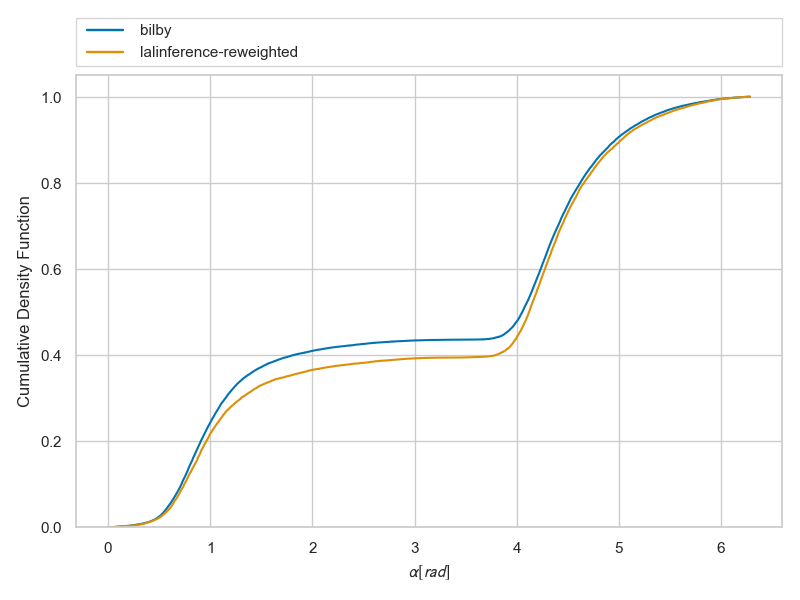 bilby
lalinference-reweighted
Cumulative Density Function
1.0
0.8
0.6
0.4
0.2
0.0
0 1 2 3 4 5 6
α[rad]